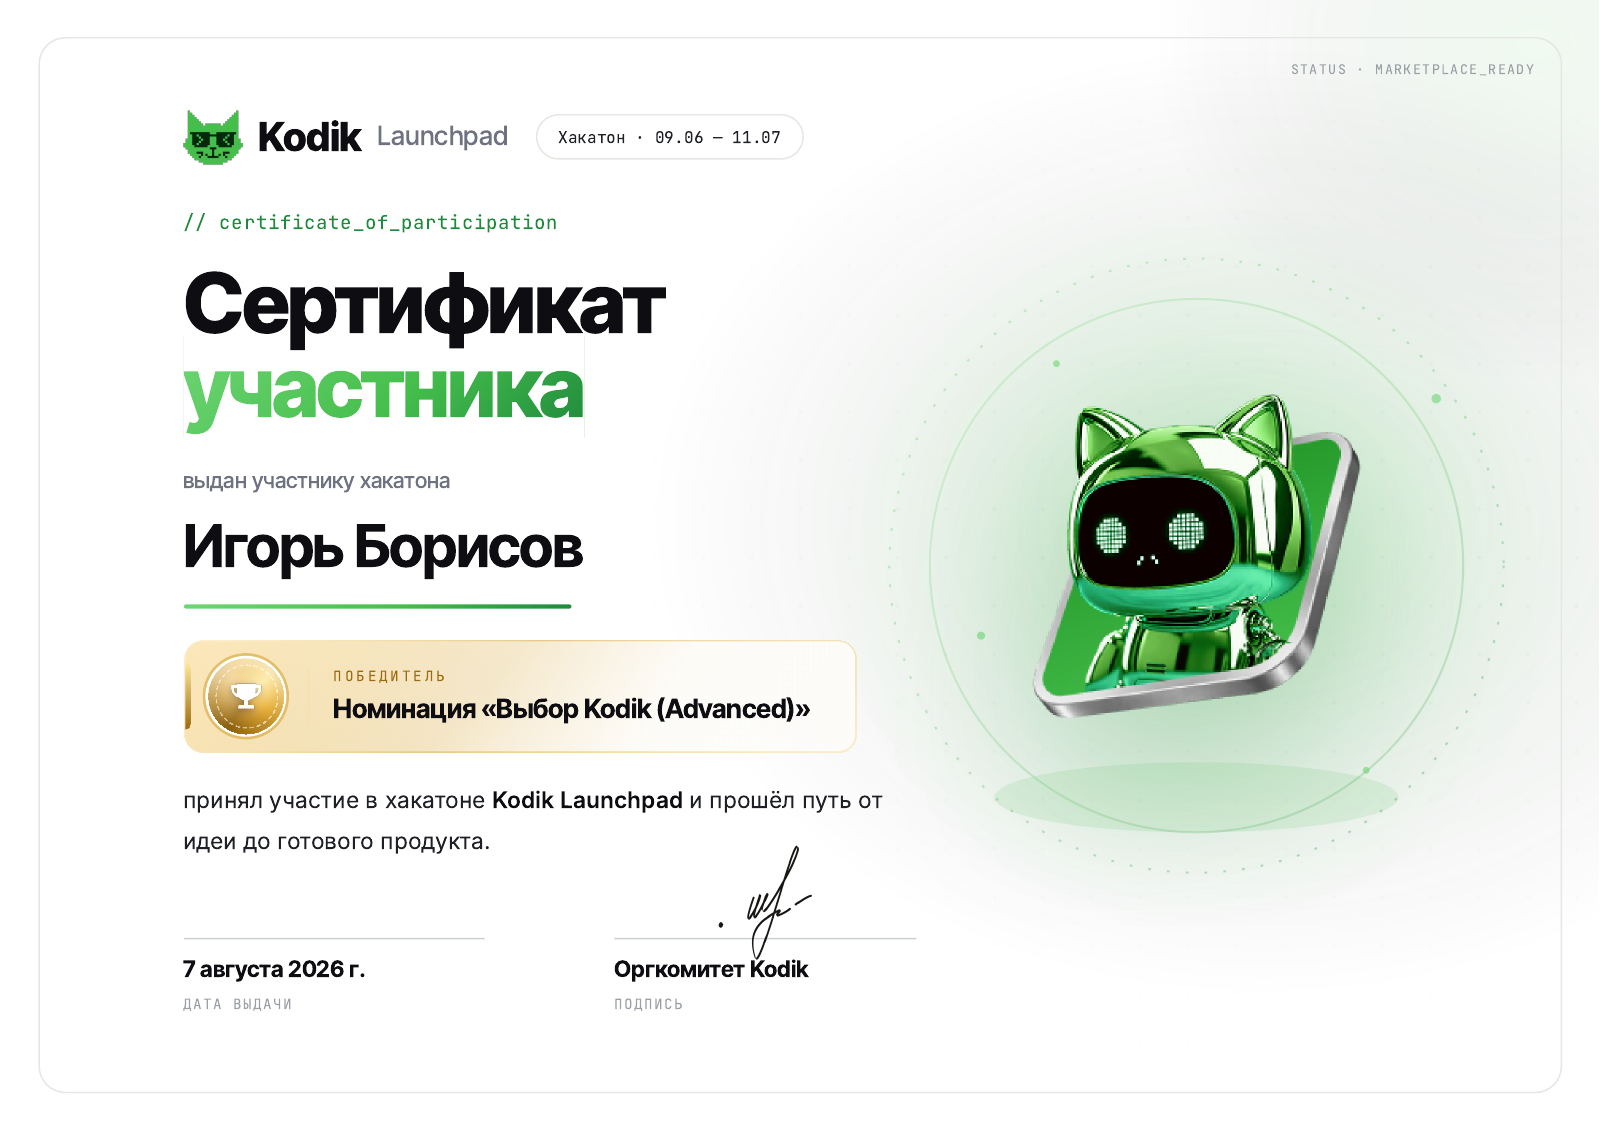 STATUS · MARKETPLACE_READY
Kodik Launchpad Хакатон · 09.06 — 11.07
// certificate_of_participation
Сертификат
участника
выдан участнику хакатона
Игорь Борисов
ПОБЕДИТЕЛЬ
Номинация «Выбор Kodik (Advanced)»
принял участие в хакатоне Kodik Launchpad и прошёл путь от
идеи до готового продукта.
7 августа 2026 г.
ДАТА ВЫДАЧИ
Оргкомитет Kodik
ПОДПИСЬ